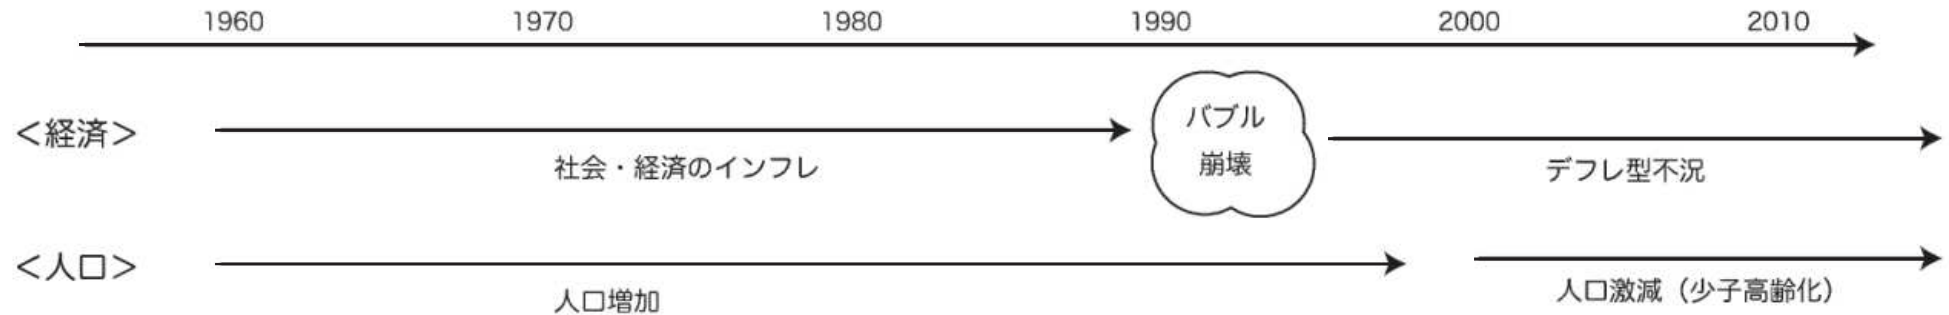 1960 1970 1980 1990 2000 2010
＜経済＞
社会・経済のインフレ
バブル
崩壊
デフレ型不況
＜人口＞
人口増加
人口激減（少子高齢化）